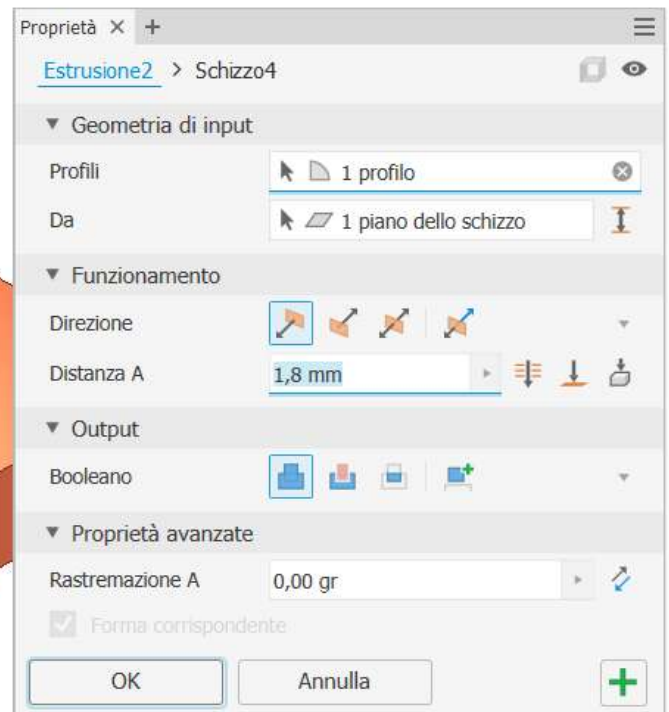 Proprietà × +
Estrusione2 > Schizzo4
Geometria di input
Profili 1 profilo
Da 1 piano dello schizzo
Funzionamento
Direzione
Distanza A 1,8 mm
Output
Booleano
Proprietà avanzate
Rastremazione A 0,00 gr
Forma corrispondente
OK Annulla +